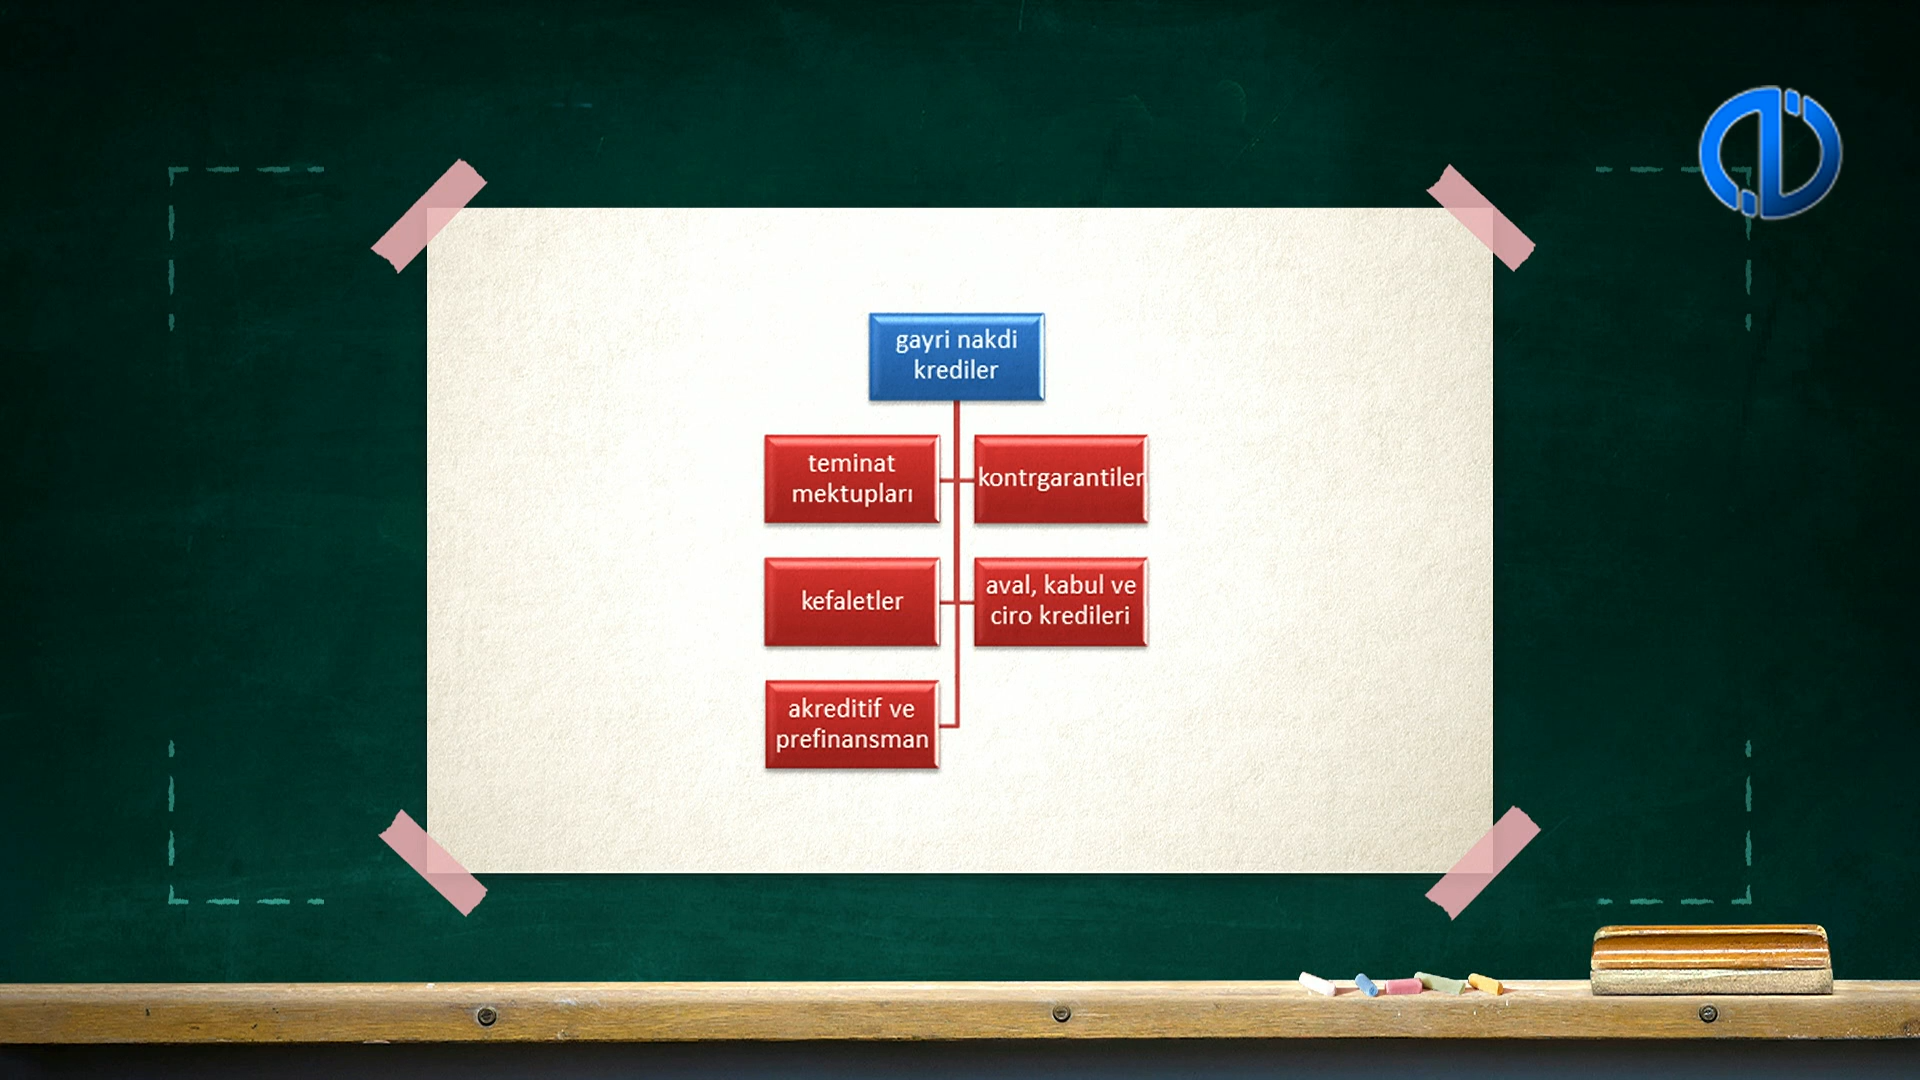 gayri nakdi
krediler
teminat
mektupları
kontrgarantiler
kefaletler
aval, kabul ve
ciro kredileri
akreditif ve
prefinansman